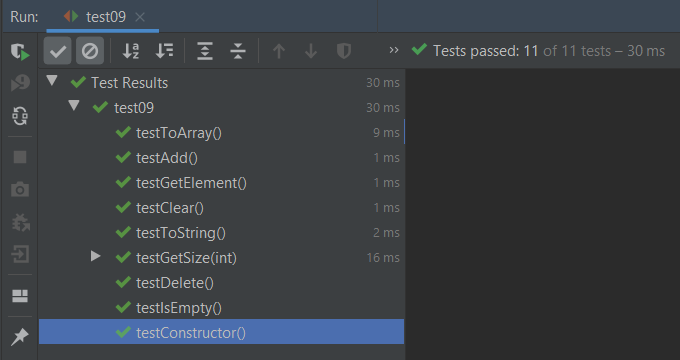 Run: test09
Tests passed: 11 of 11 tests – 30 ms
Test Results 30 ms
test09 30 ms
testToArray() 9 ms
testAdd() 1 ms
testGetElement() 1 ms
testClear() 1 ms
testToString() 2 ms
testGetSize(int) 16 ms
testDelete()
testIsEmpty()
testConstructor()